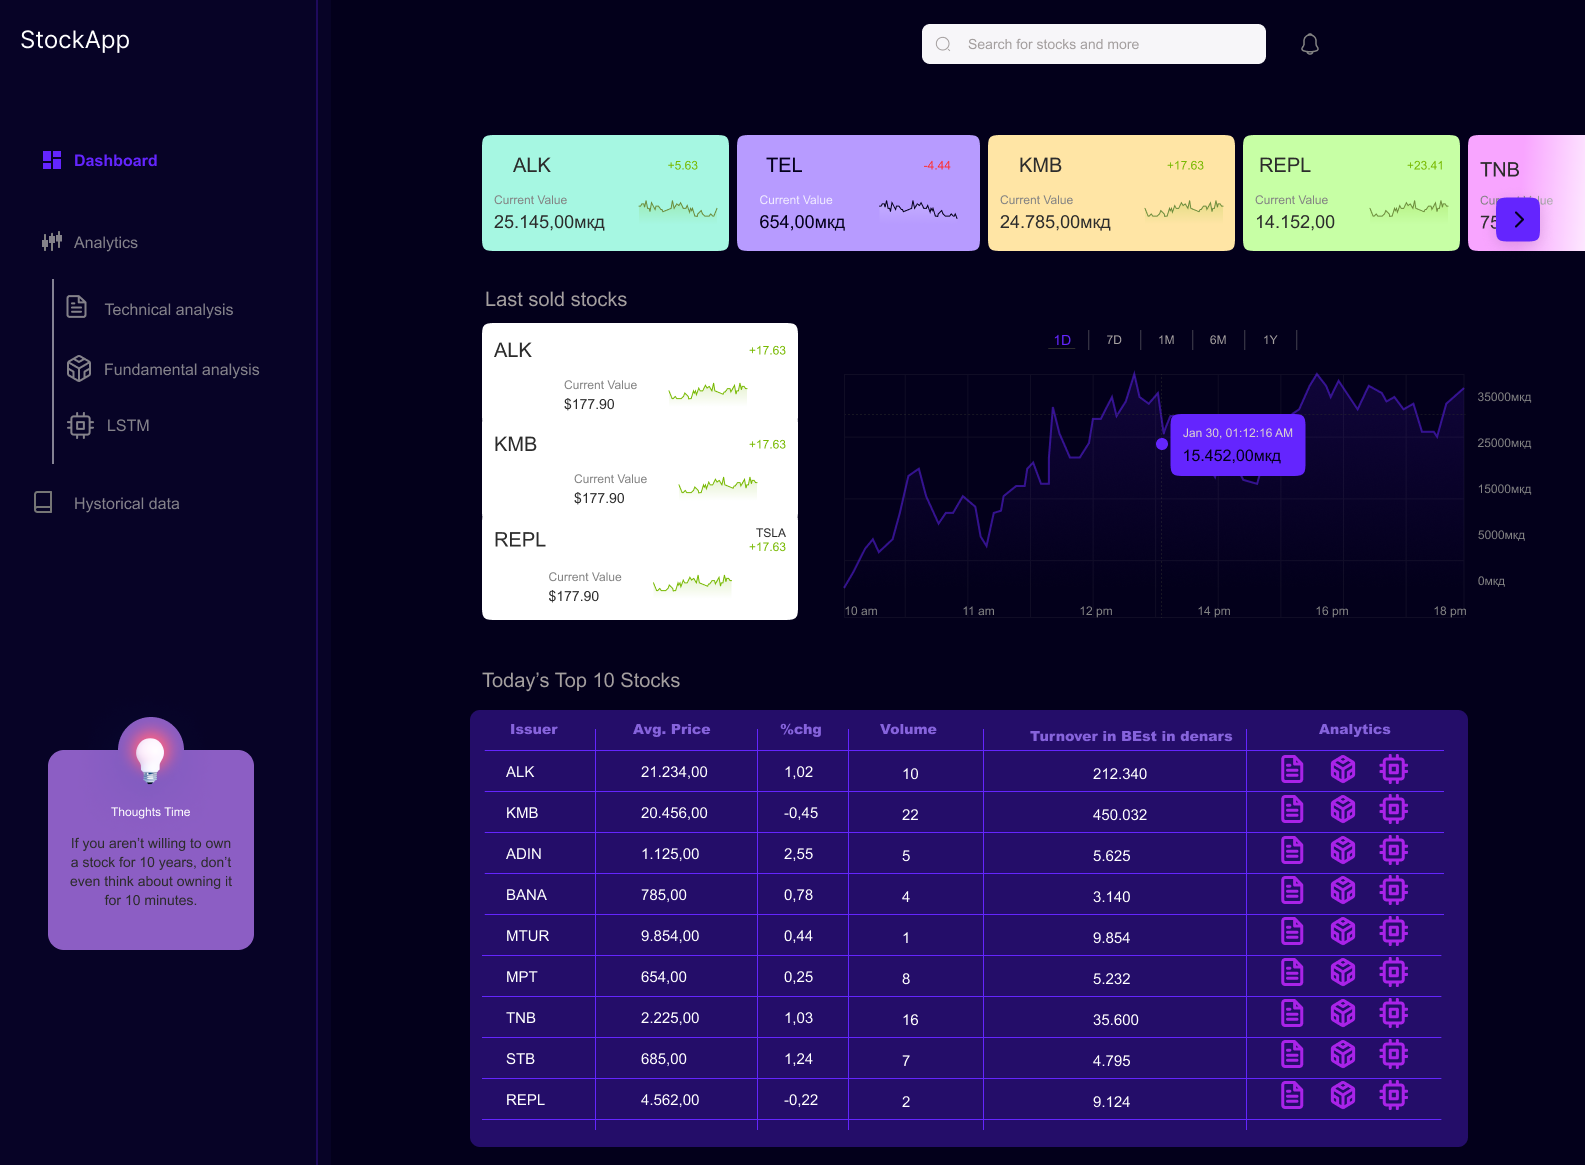 StockApp
Search for stocks and more
Dashboard
Analytics
Technical analysis
Fundamental analysis
LSTM
Hystorical data
Thoughts Time
If you aren't willing to own
a stock for 10 years, don't
even think about owning it
for 10 minutes.
ALK +5.63
Current Value
25.145,00мкд
TEL -4.44
Current Value
654,00мкд
KMB +17.63
Current Value
24.785,00мкд
REPL +23.41
Current Value
14.152,00
TNB
Last sold stocks
ALK +17.63
Current Value
$177.90
KMB +17.63
Current Value
$177.90
REPL TSLA
+17.63
Current Value
$177.90
1D 7D 1M 6M 1Y
Jan 30, 01:12:16 AM
15.452,00мкд
35000мкд
25000мкд
15000мкд
5000мкд
0мкд
10 am 11 am 12 pm 14 pm 16 pm 18 pm
Today's Top 10 Stocks
Issuer Avg. Price %chg Volume Turnover in BEst in denars Analytics
ALK 21.234,00 1,02 10 212.340
KMB 20.456,00 -0,45 22 450.032
ADIN 1.125,00 2,55 5 5.625
BANA 785,00 0,78 4 3.140
MTUR 9.854,00 0,44 1 9.854
MPT 654,00 0,25 8 5.232
TNB 2.225,00 1,03 16 35.600
STB 685,00 1,24 7 4.795
REPL 4.562,00 -0,22 2 9.124